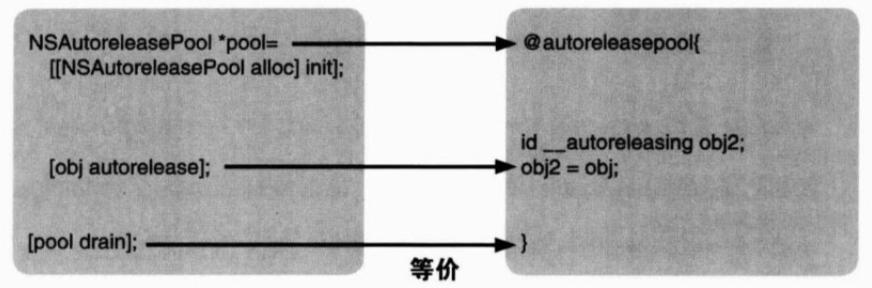 NSAutoreleasePool *pool=
[[NSAutoreleasePool alloc] init];
[obj autorelease];
[pool drain];
@autoreleasepool{
id __autoreleasing obj2;
obj2 = obj;
}
等价